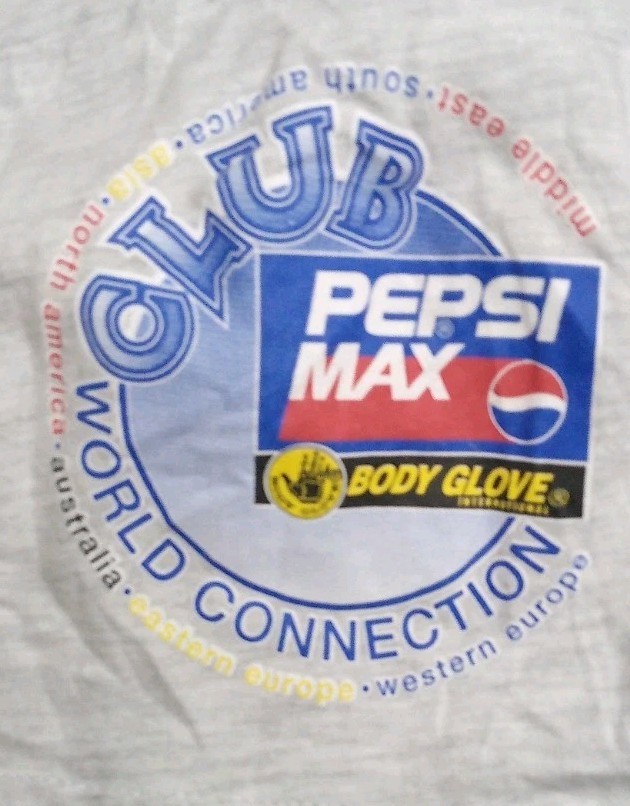 CLUB
PEPSI
MAX
BODY GLOVE®
INTERNATIONAL
WORLD CONNECTION
middle east · south america · asia · north america · australia · eastern europe · western europe